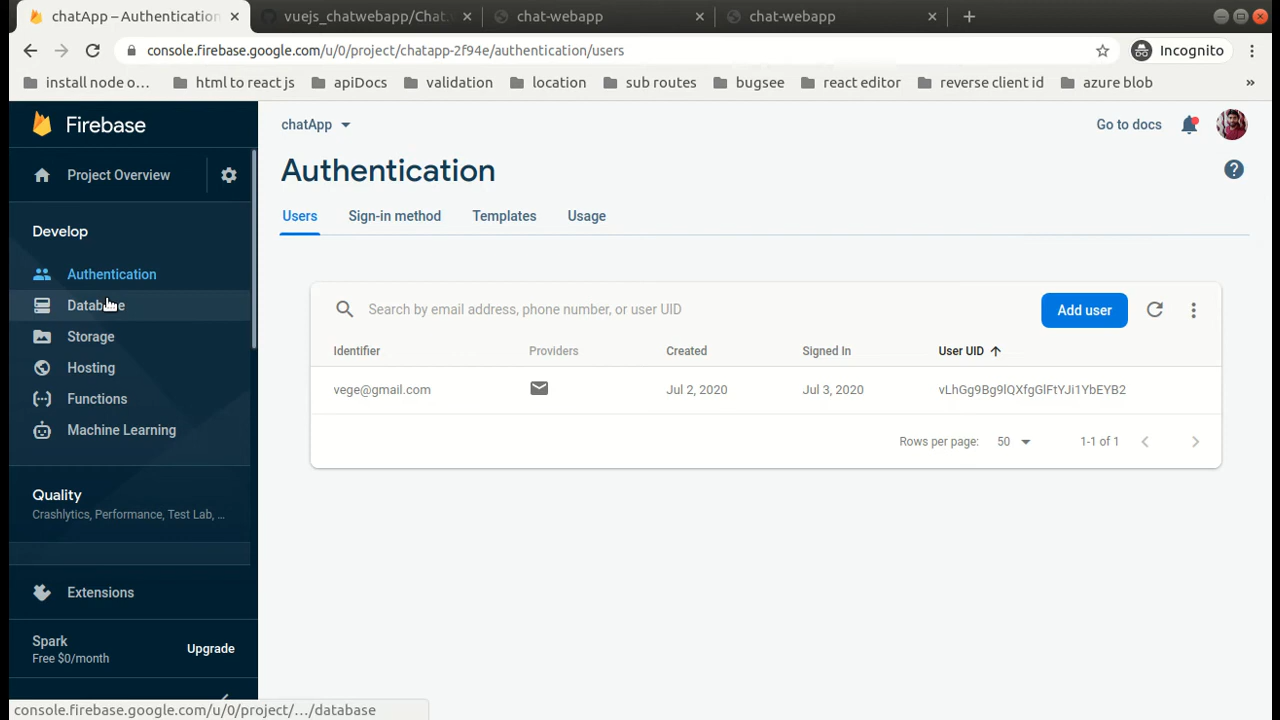 chatApp – Authentication
vuejs_chatwebapp/Chat.v
chat-webapp
chat-webapp
console.firebase.google.com/u/0/project/chatapp-2f94e/authentication/users
Incognito
install node o...
html to react js
apiDocs
validation
location
sub routes
bugsee
react editor
reverse client id
azure blob
»
Firebase
chatApp
Go to docs
Project Overview
Authentication
Users
Sign-in method
Templates
Usage
Develop
Authentication
Database
Storage
Hosting
Functions
Machine Learning
Search by email address, phone number, or user UID
Add user
Identifier
Providers
Created
Signed In
User UID
vege@gmail.com
Jul 2, 2020
Jul 3, 2020
vLhGg9Bg9lQXfgGlFtYJi1YbEYB2
Rows per page:
50
1-1 of 1
Quality
Crashlytics, Performance, Test Lab, ...
Extensions
Spark
Free $0/month
Upgrade
console.firebase.google.com/u/0/project/.../database